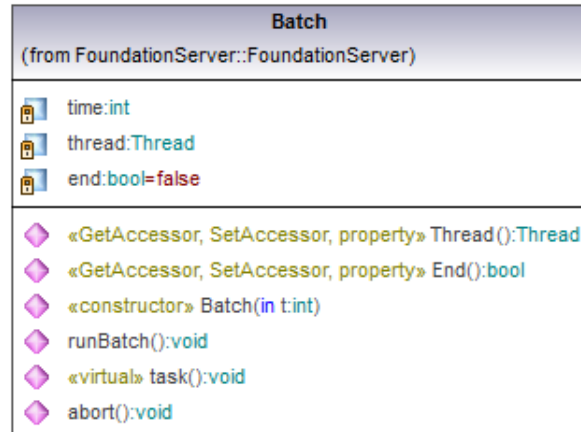 Batch
(from FoundationServer::FoundationServer)
time:int
thread:Thread
end:bool=false
«GetAccessor, SetAccessor, property» Thread():Thread
«GetAccessor, SetAccessor, property» End():bool
«constructor» Batch(in t:int)
runBatch():void
«virtual» task():void
abort():void